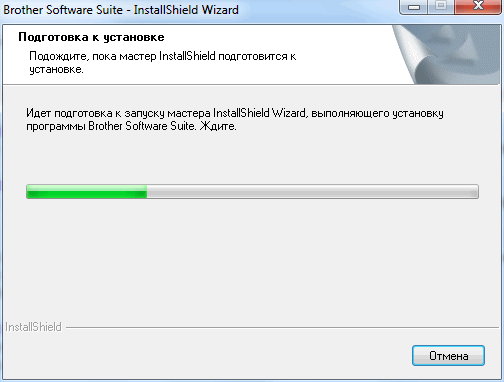 Brother Software Suite - InstallShield Wizard
Подготовка к установке
Подождите, пока мастер InstallShield подготовится к
установке.
Идет подготовка к запуску мастера InstallShield Wizard, выполняющего установку
программы Brother Software Suite. Ждите.
InstallShield
Отмена